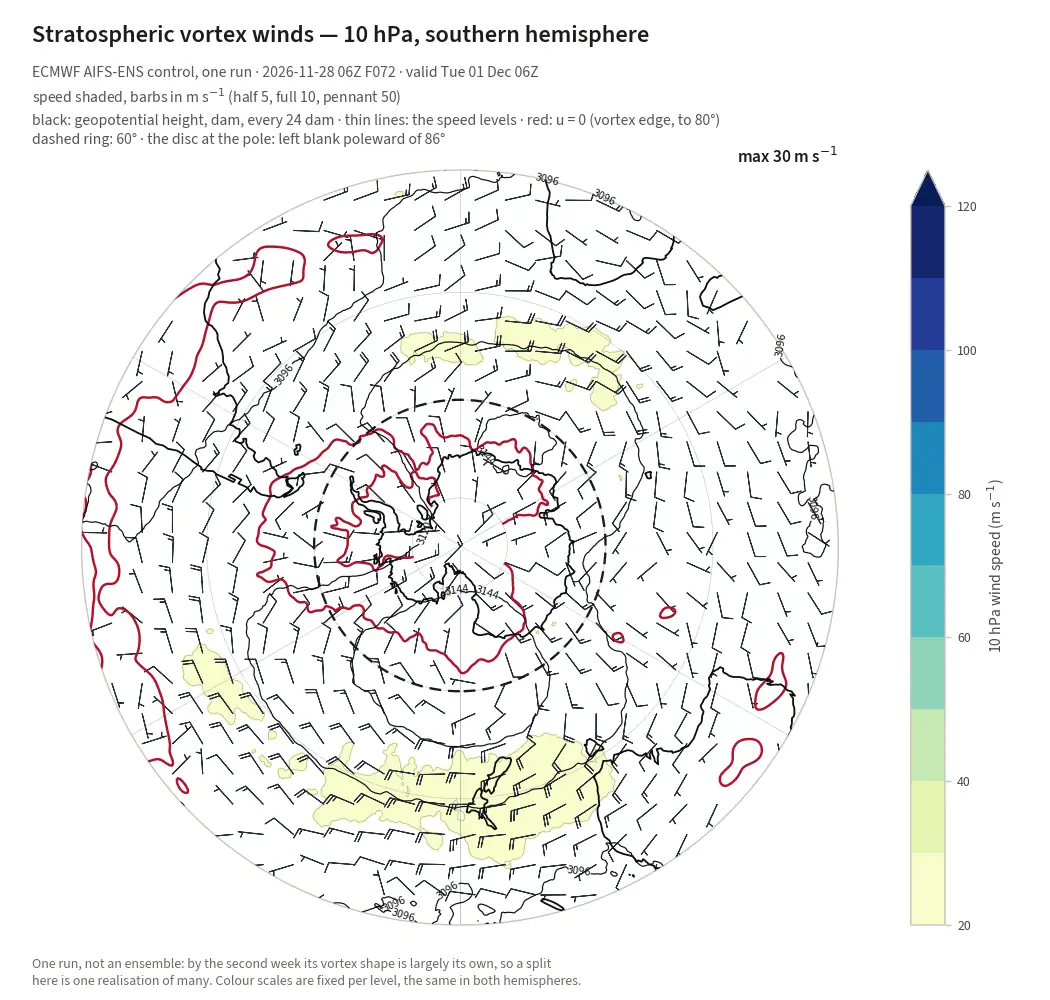 Stratospheric vortex winds — 10 hPa, southern hemisphere
ECMWF AIFS-ENS control, one run · 2026-11-28 06Z F072 · valid Tue 01 Dec 06Z
speed shaded, barbs in m s⁻¹ (half 5, full 10, pennant 50)
black: geopotential height, dam, every 24 dam · thin lines: the speed levels · red: u = 0 (vortex edge, to 80°)
dashed ring: 60° · the disc at the pole: left blank poleward of 86°
max 30 m s⁻¹
3096
3096
3096
3096
3096
3144
3144
3096
3096
3096
3096
120
100
80
60
40
20
10 hPa wind speed (m s⁻¹)
One run, not an ensemble: by the second week its vortex shape is largely its own, so a split
here is one realisation of many. Colour scales are fixed per level, the same in both hemispheres.